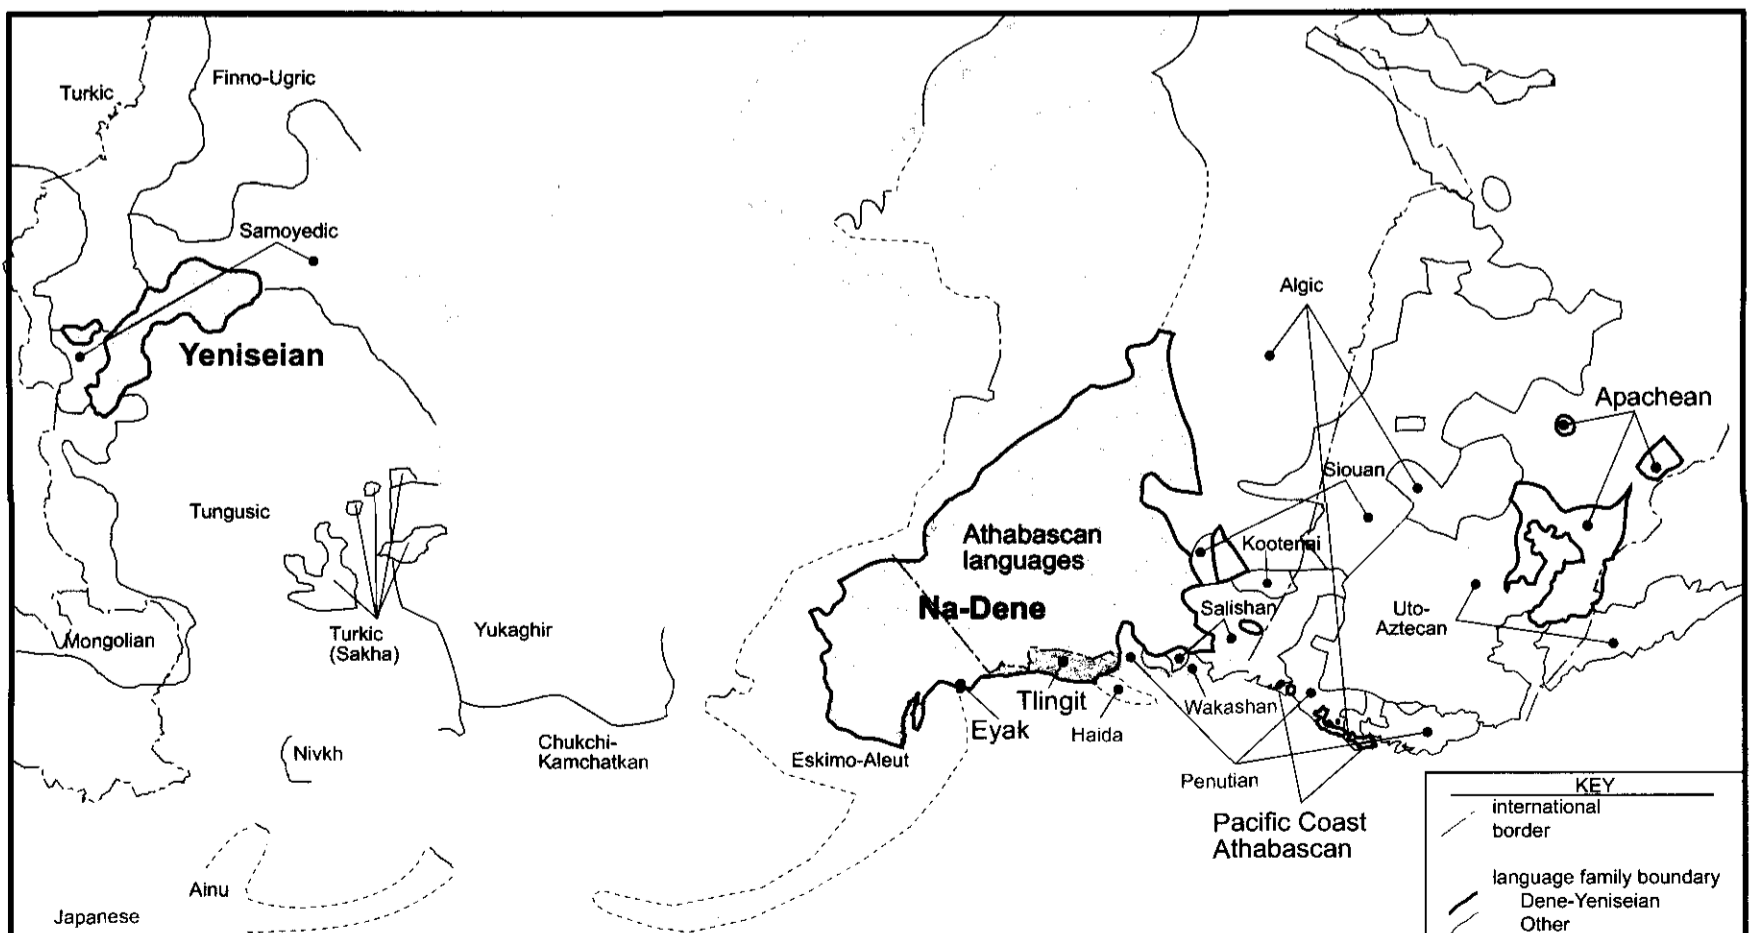 Finno-Ugric
Turkic
Samoyedic
Algic
Yeniseian
Apachean
Siouan
Tungusic
Athabascan
languages
Kootenai
Na-Dene
Salishan
Uto-
Aztecan
Mongolian
Turkic
(Sakha)
Yukaghir
Tlingit
Wakashan
Eyak
Haida
Nivkh
Chukchi-
Kamchatkan
Eskimo-Aleut
Penutian
Pacific Coast
Athabascan
KEY
international
border
language family boundary
Dene-Yeniseian
Other
Ainu
Japanese